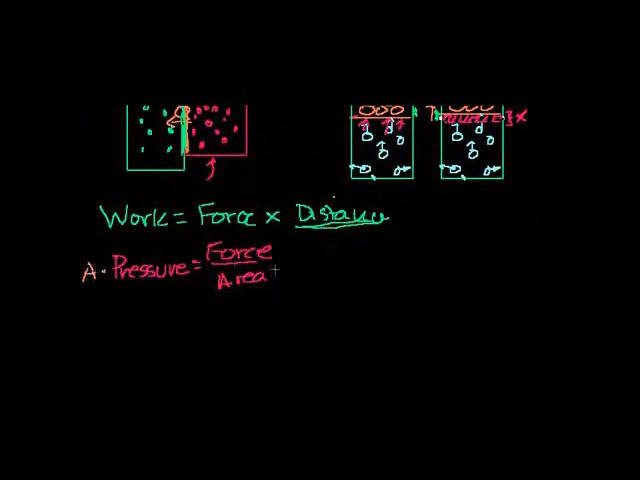 x
Work = Force x Distance
A · Pressure = Force
Area